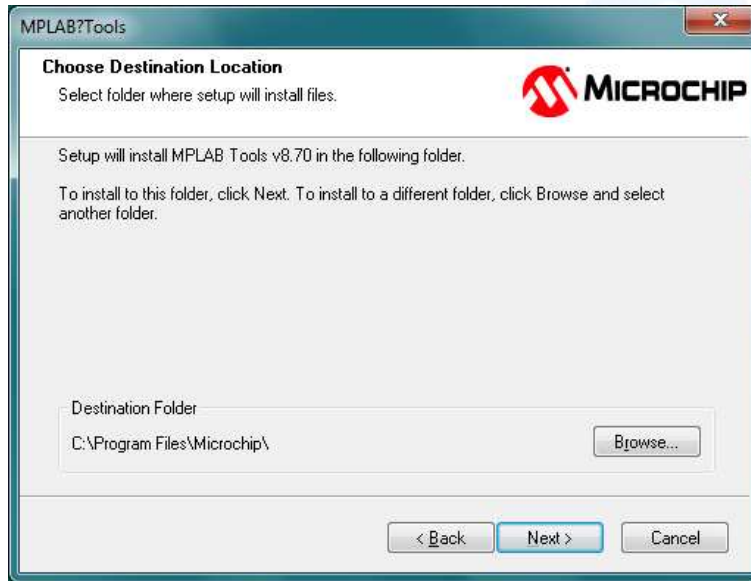 MPLAB?Tools
Choose Destination Location
Select folder where setup will install files.
MICROCHIP
Setup will install MPLAB Tools v8.70 in the following folder.
To install to this folder, click Next. To install to a different folder, click Browse and select
another folder.
Destination Folder
C:\Program Files\Microchip\
Browse...
< Back
Next >
Cancel